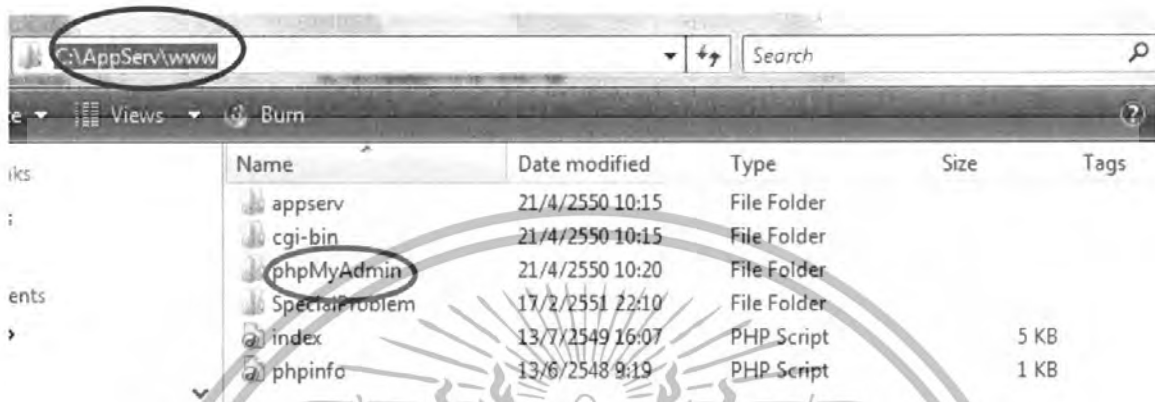 C:\AppServ\www Search
Views Burn
Name Date modified Type Size Tags
appserv 21/4/2550 10:15 File Folder
cgi-bin 21/4/2550 10:15 File Folder
phpMyAdmin 21/4/2550 10:20 File Folder
ents SpecialProblem 17/2/2551 22:10 File Folder
index 13/7/2549 16:07 PHP Script 5 KB
phpinfo 13/6/2548 9:19 PHP Script 1 KB